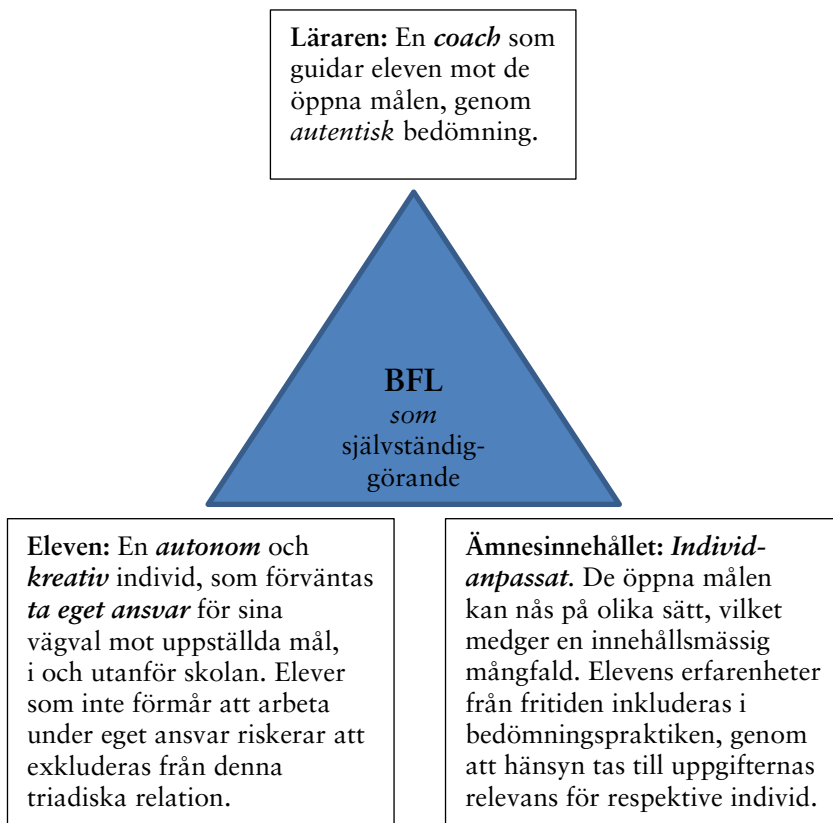 Läraren: En coach som
guidar eleven mot de
öppna målen, genom
autentisk bedömning.
BFL
som
självständig-
görande
Eleven: En autonom och
kreativ individ, som förväntas
ta eget ansvar för sina
vägval mot uppställda mål,
i och utanför skolan. Elever
som inte förmår att arbeta
under eget ansvar riskerar att
exkluderas från denna
triadiska relation.
Ämnesinnehållet: Individ-
anpassat. De öppna målen
kan nås på olika sätt, vilket
medger en innehållsmässig
mångfald. Elevens erfarenheter
från fritiden inkluderas i
bedömningspraktiken, genom
att hänsyn tas till uppgifternas
relevans för respektive individ.